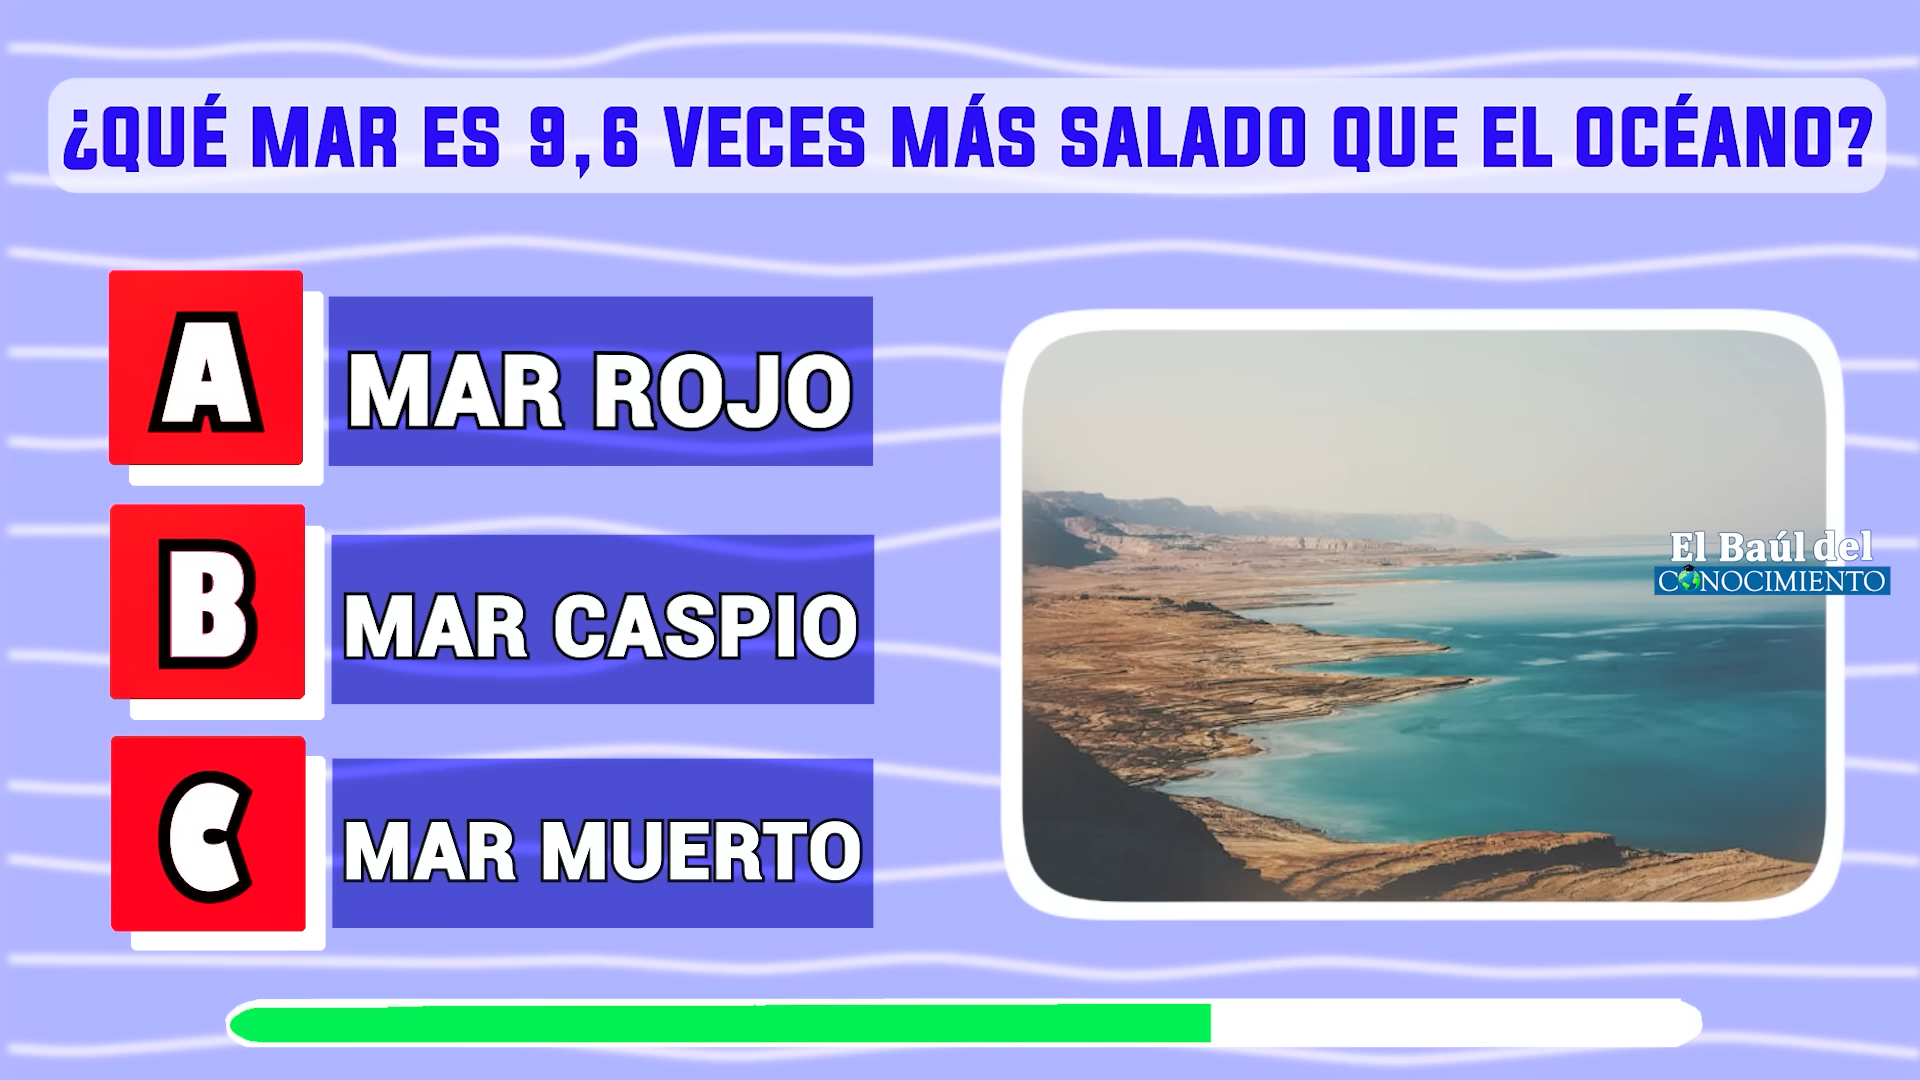 ¿QUÉ MAR ES 9,6 VECES MÁS SALADO QUE EL OCÉANO?
A
MAR ROJO
B
MAR CASPIO
C
MAR MUERTO
El Baúl del
CONOCIMIENTO